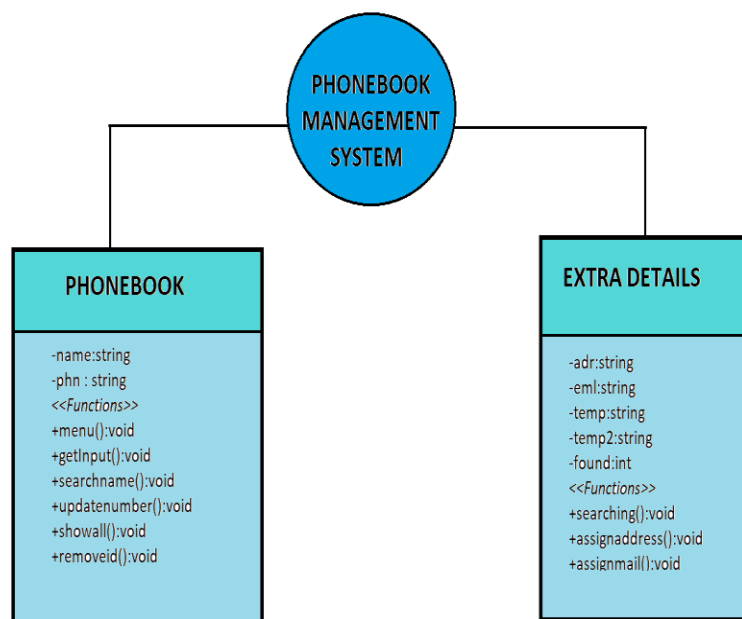 PHONEBOOK
MANAGEMENT
SYSTEM
PHONEBOOK
-name:string
-phn : string
<<Functions>>
+menu():void
+getInput():void
+searchname():void
+updatenumber():void
+showall():void
+removeid():void
EXTRA DETAILS
-adr:string
-eml:string
-temp:string
-temp2:string
-found:int
<<Functions>>
+searching():void
+assignaddress():void
+assignmail():void